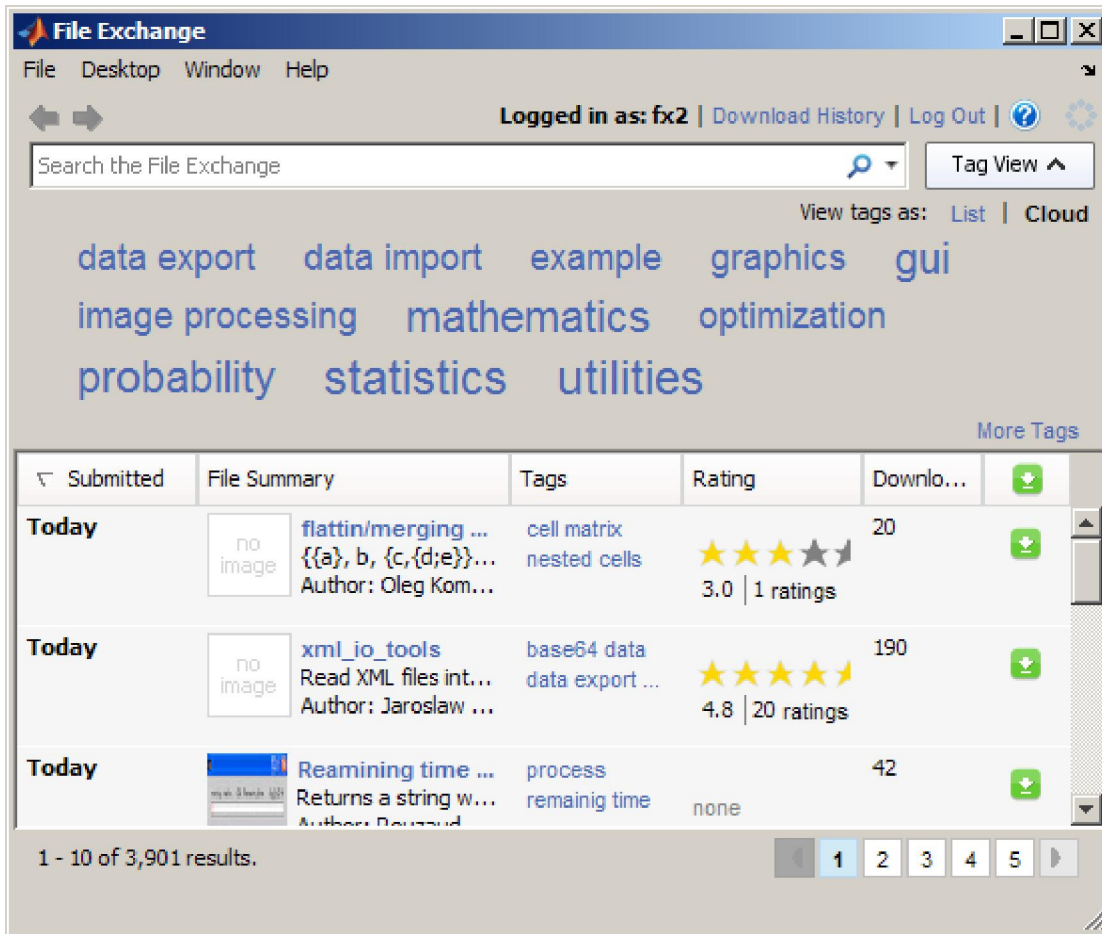 File Exchange
File Desktop Window Help
Logged in as: fx2 | Download History | Log Out |
Search the File Exchange
Tag View
View tags as: List | Cloud
data export data import example graphics gui
image processing mathematics optimization
probability statistics utilities
More Tags
Submitted File Summary Tags Rating Downlo...
Today
no
image
flattin/merging ...
{{a}, b, {c,{d;e}}...
Author: Oleg Kom...
cell matrix
nested cells
3.0 | 1 ratings
20
Today
no
image
xml_io_tools
Read XML files int...
Author: Jaroslaw ...
base64 data
data export ...
4.8 | 20 ratings
190
Today
Reamining time ...
Returns a string w...
Author: Bouzaud
process
remainig time
none
42
1 - 10 of 3,901 results.
1 2 3 4 5